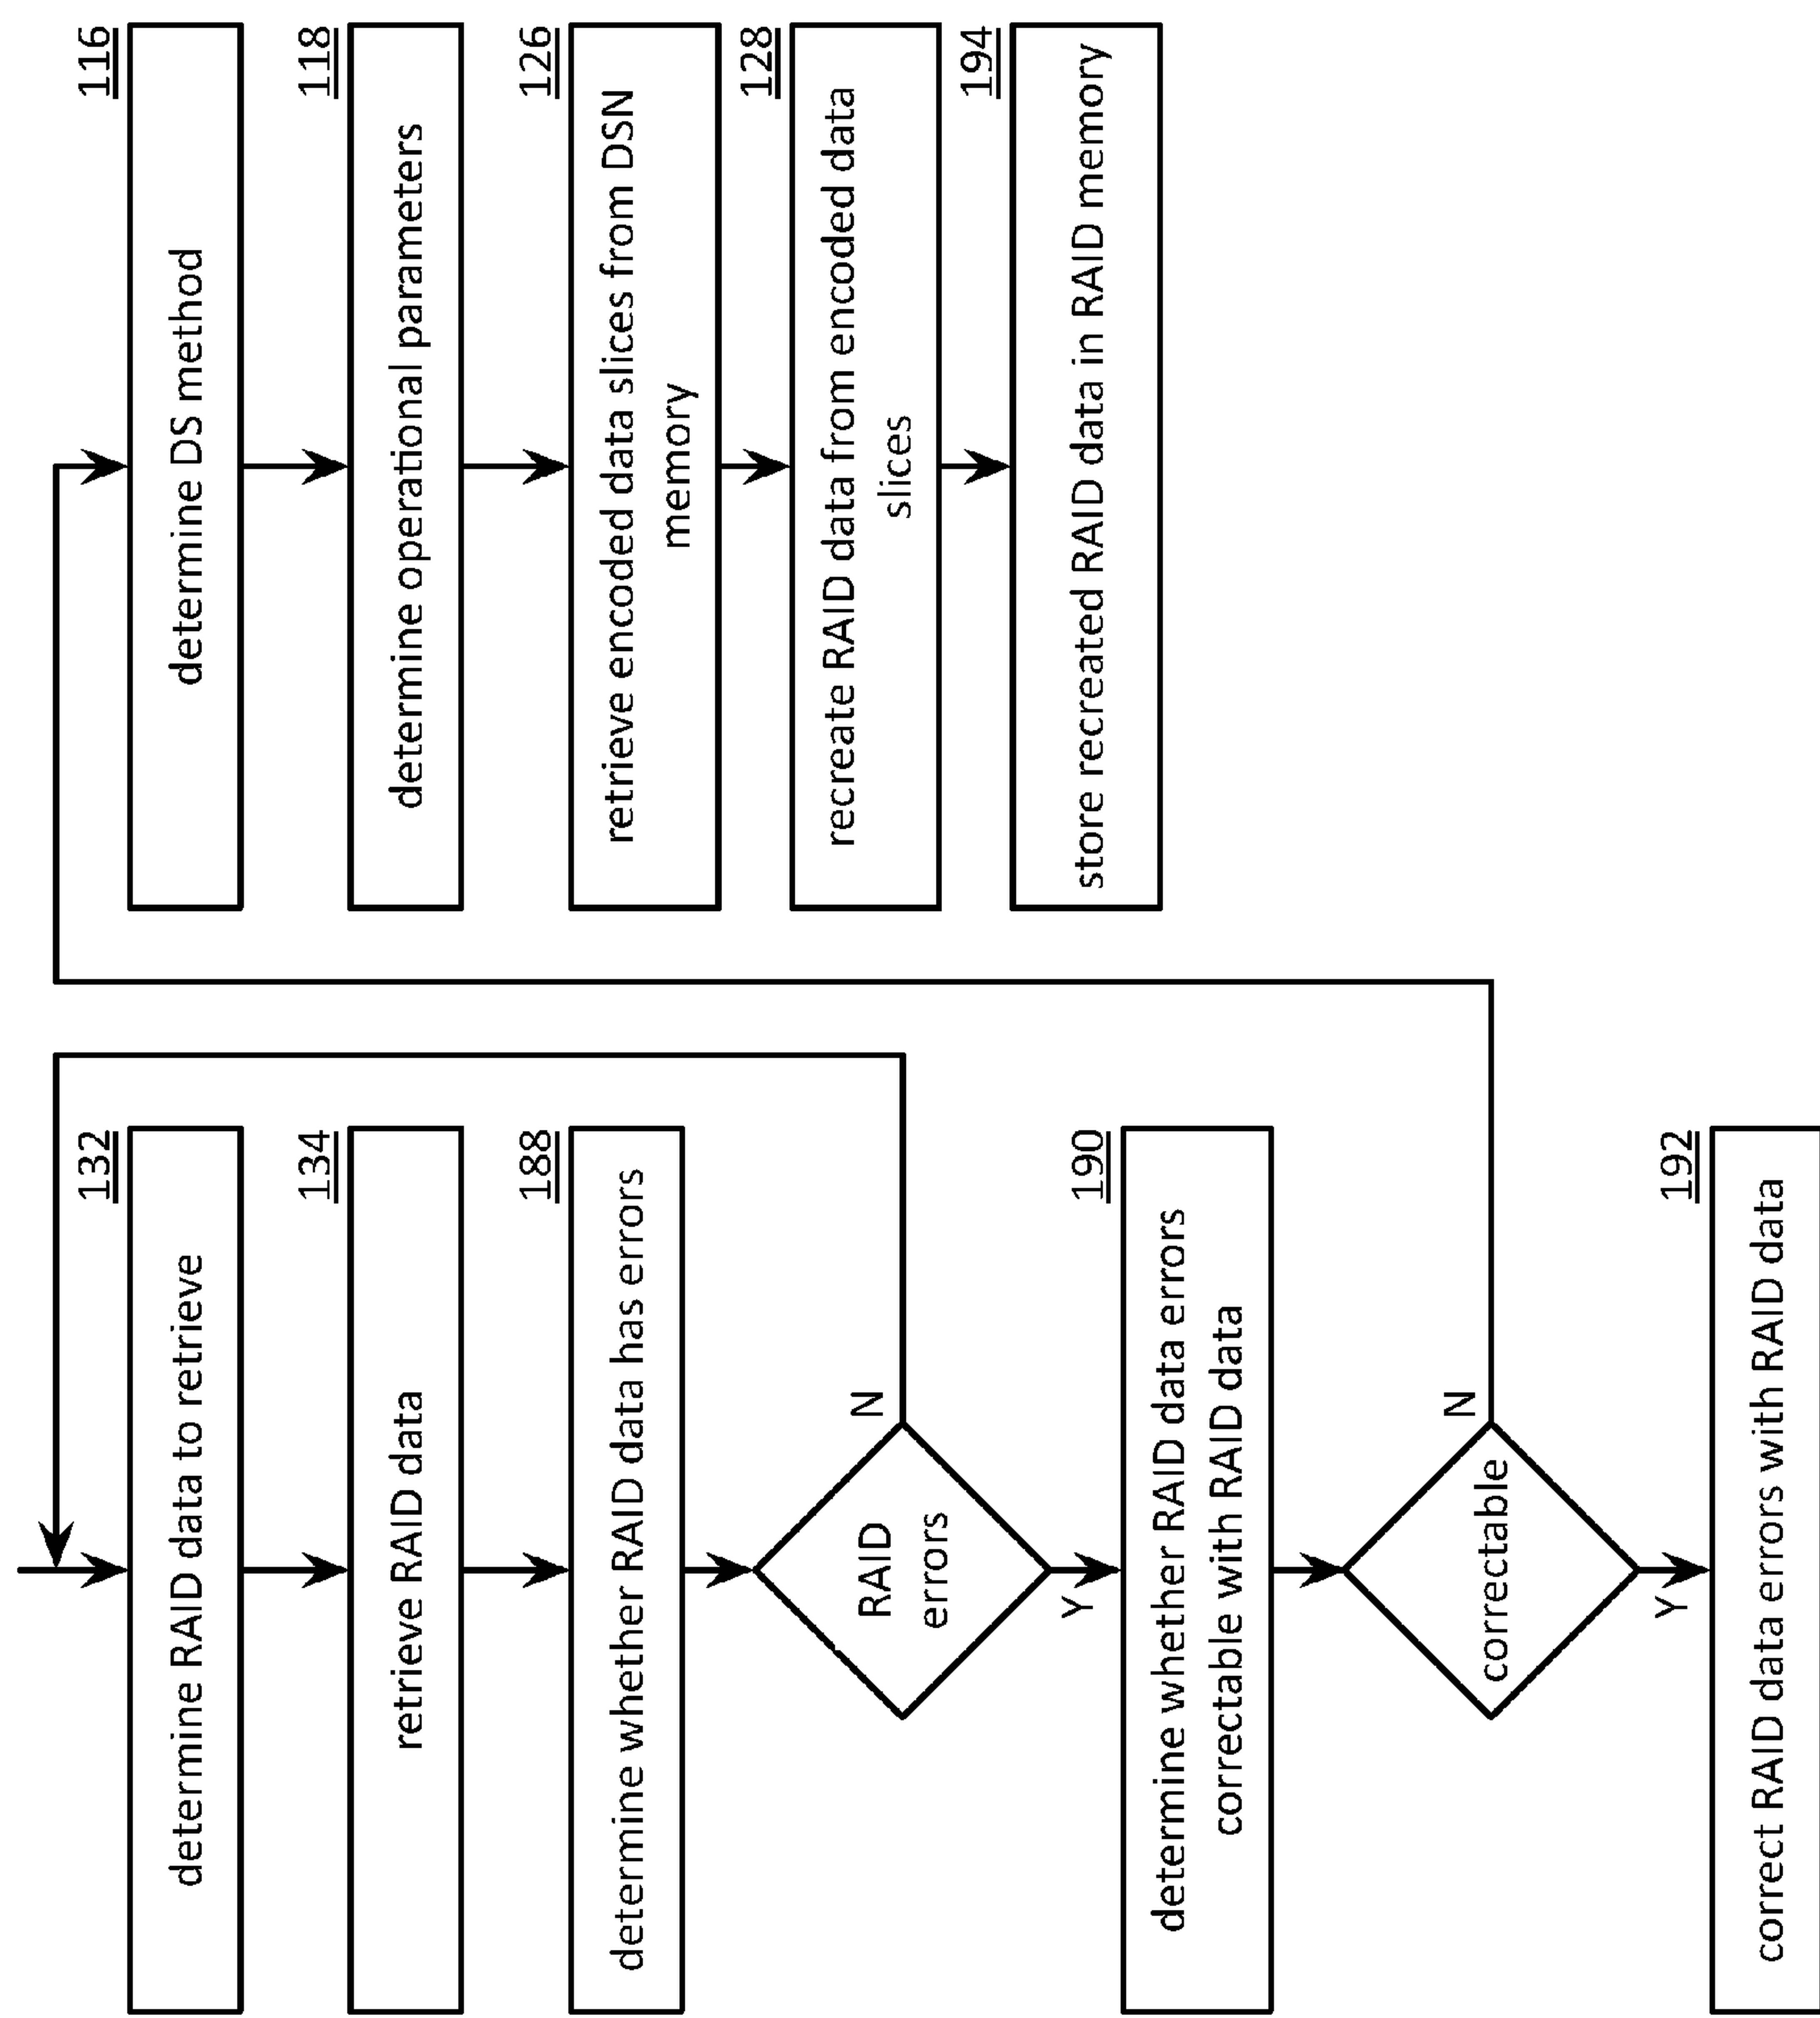 132
determine RAID data to retrieve
134
retrieve RAID data
188
determine whether RAID data has errors
RAID
errors
N
Y
190
determine whether RAID data errors
correctable with RAID data
correctable
N
Y
192
correct RAID data errors with RAID data
116
determine DS method
118
determine operational parameters
126
retrieve encoded data slices from DSN
memory
128
recreate RAID data from encoded data
slices
194
store recreated RAID data in RAID memory